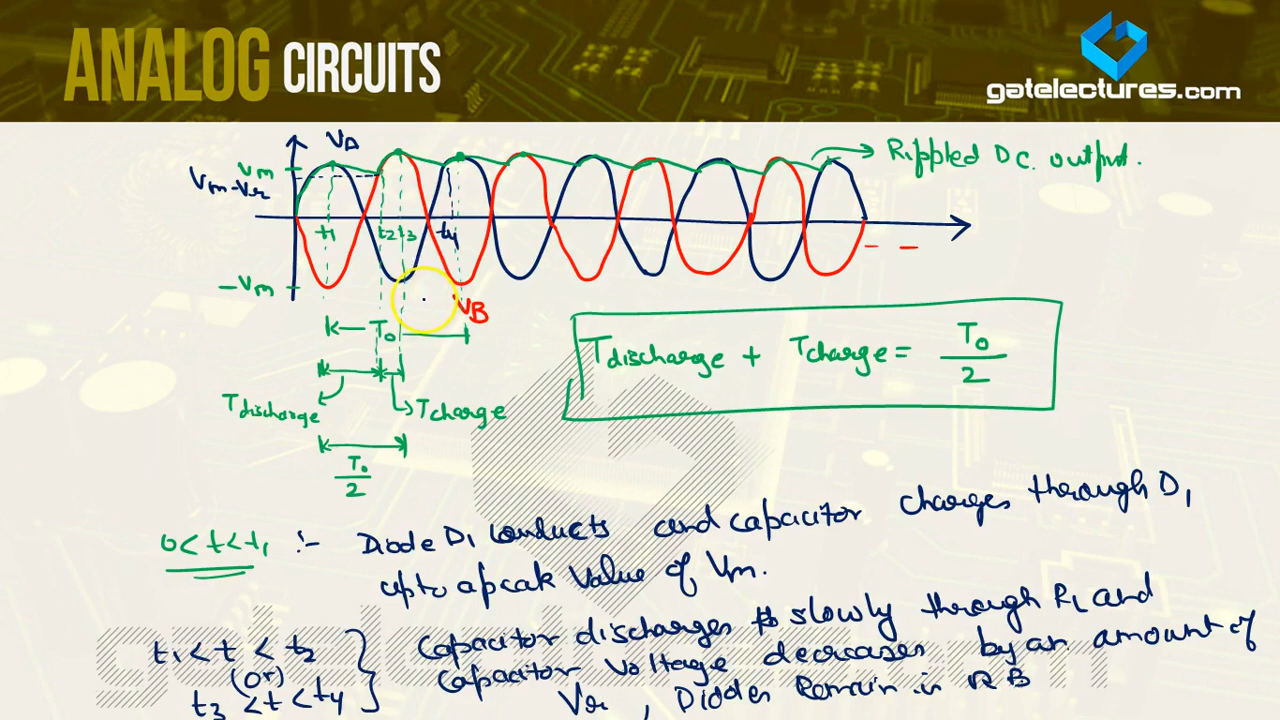 ANALOG CIRCUITS
gatelectures.com
VA
Vm
Vm-Vr
Rippled DC output.
t1 t2 t3 t4
-Vm
VB
T0
Tdischarge + Tcharge = T0/2
Tdischarge
Tcharge
T0/2
0<t<t1 :- Diode D1 conducts and capacitor charges through D1
upto a peak value of Vm.
t1 < t < t2
(or)
t3 < t < t4
Capacitor discharges slowly through RL and
capacitor voltage decreases by an amount of
Vr, Diodes Remain in RB